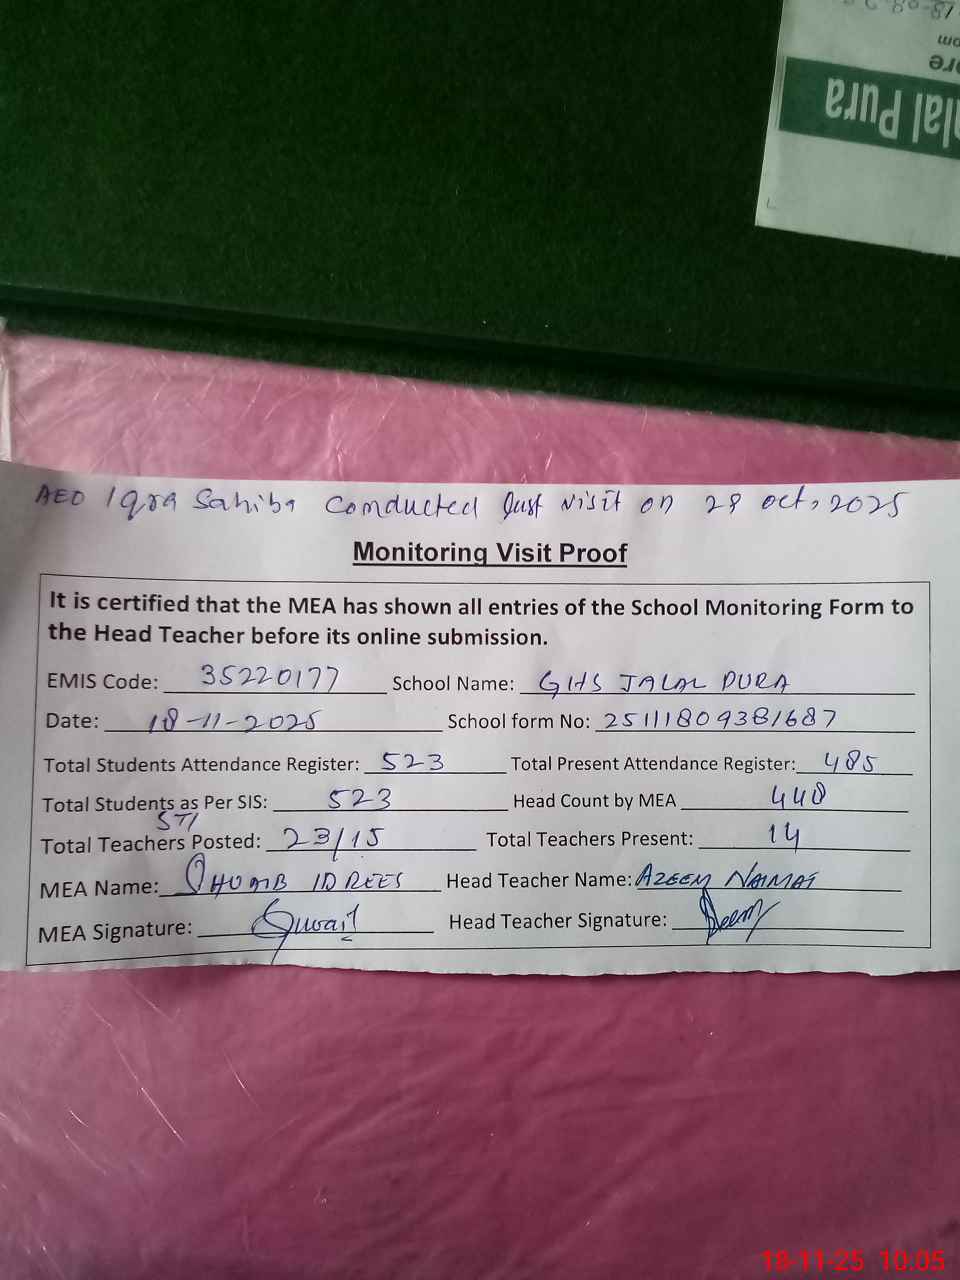 lal Pura
ore
om
AEO Iqra Sahiba Conducted last visit on 28 oct, 2025
Monitoring Visit Proof
It is certified that the MEA has shown all entries of the School Monitoring Form to
the Head Teacher before its online submission.
EMIS Code: 35220177 School Name: GHS JALAL PURA
Date: 18-11-2025 School form No: 25111809381687
Total Students Attendance Register: 523 Total Present Attendance Register: 485
Total Students as Per SIS: 523 Head Count by MEA 440
STI
Total Teachers Posted: 23/15 Total Teachers Present: 14
MEA Name: IDREES Head Teacher Name: AZEEM NAIMAT
MEA Signature: Head Teacher Signature: Azeem
18-11-25 10:05